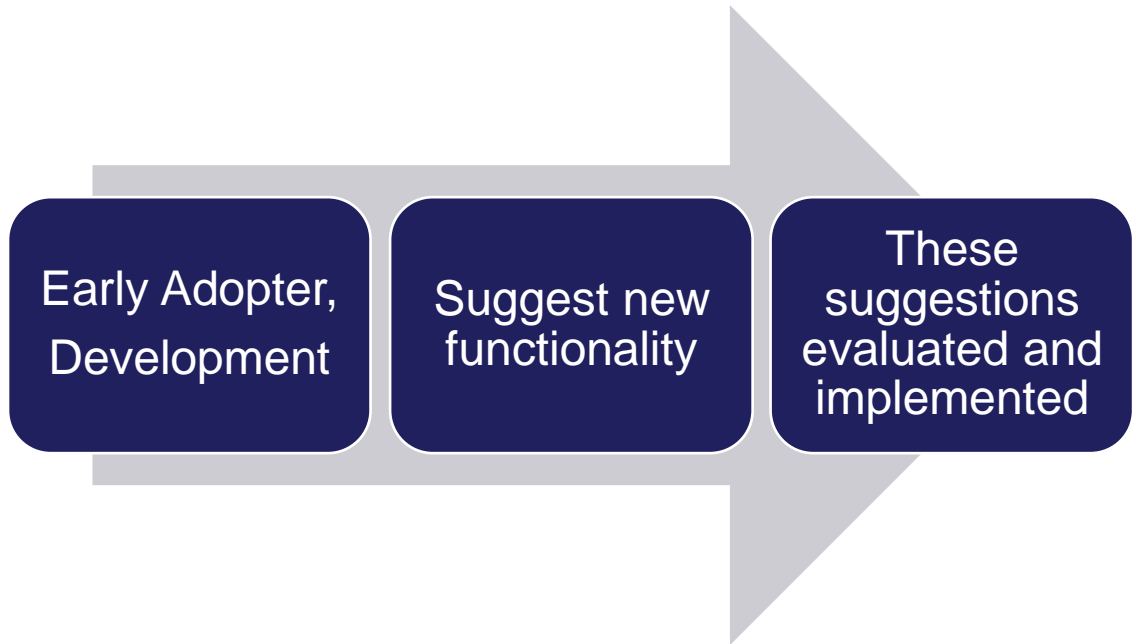 Early Adopter,
Development
Suggest new
functionality
These
suggestions
evaluated and
implemented